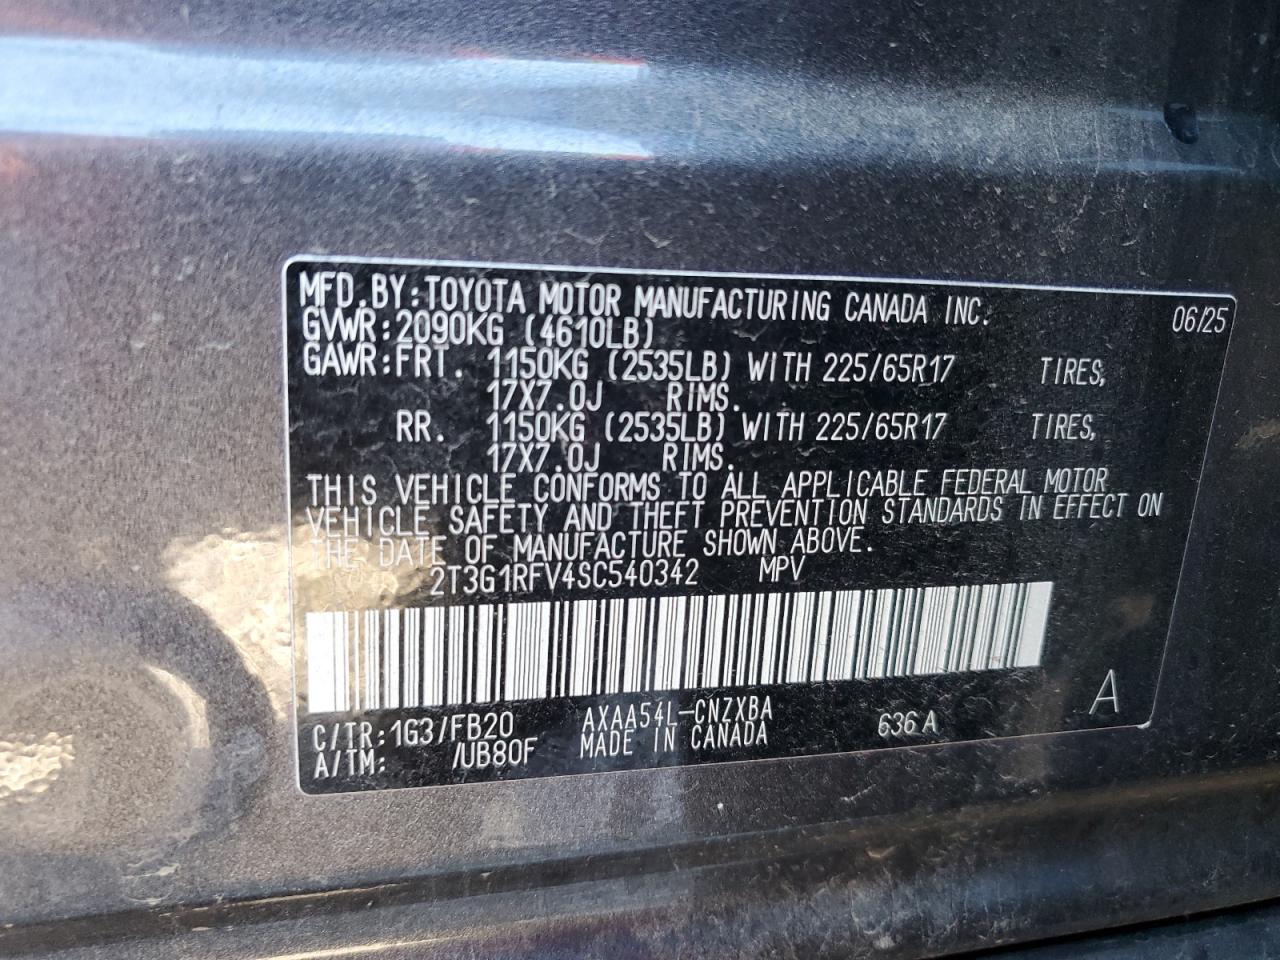 MFD.BY:TOYOTA MOTOR MANUFACTURING CANADA INC. 06/25
GVWR:2090KG (4610LB)
GAWR:FRT. 1150KG (2535LB) WITH 225/65R17 TIRES,
17X7.0J RIMS.
RR. 1150KG (2535LB) WITH 225/65R17 TIRES,
17X7.0J RIMS.
THIS VEHICLE CONFORMS TO ALL APPLICABLE FEDERAL MOTOR
VEHICLE SAFETY AND THEFT PREVENTION STANDARDS IN EFFECT ON
THE DATE OF MANUFACTURE SHOWN ABOVE.
2T3G1RFV4SC540342 MPV
A
C/TR:1G3/FB20 AXAA54L-CNZXBA 636A
A/TM: /UB80F MADE IN CANADA